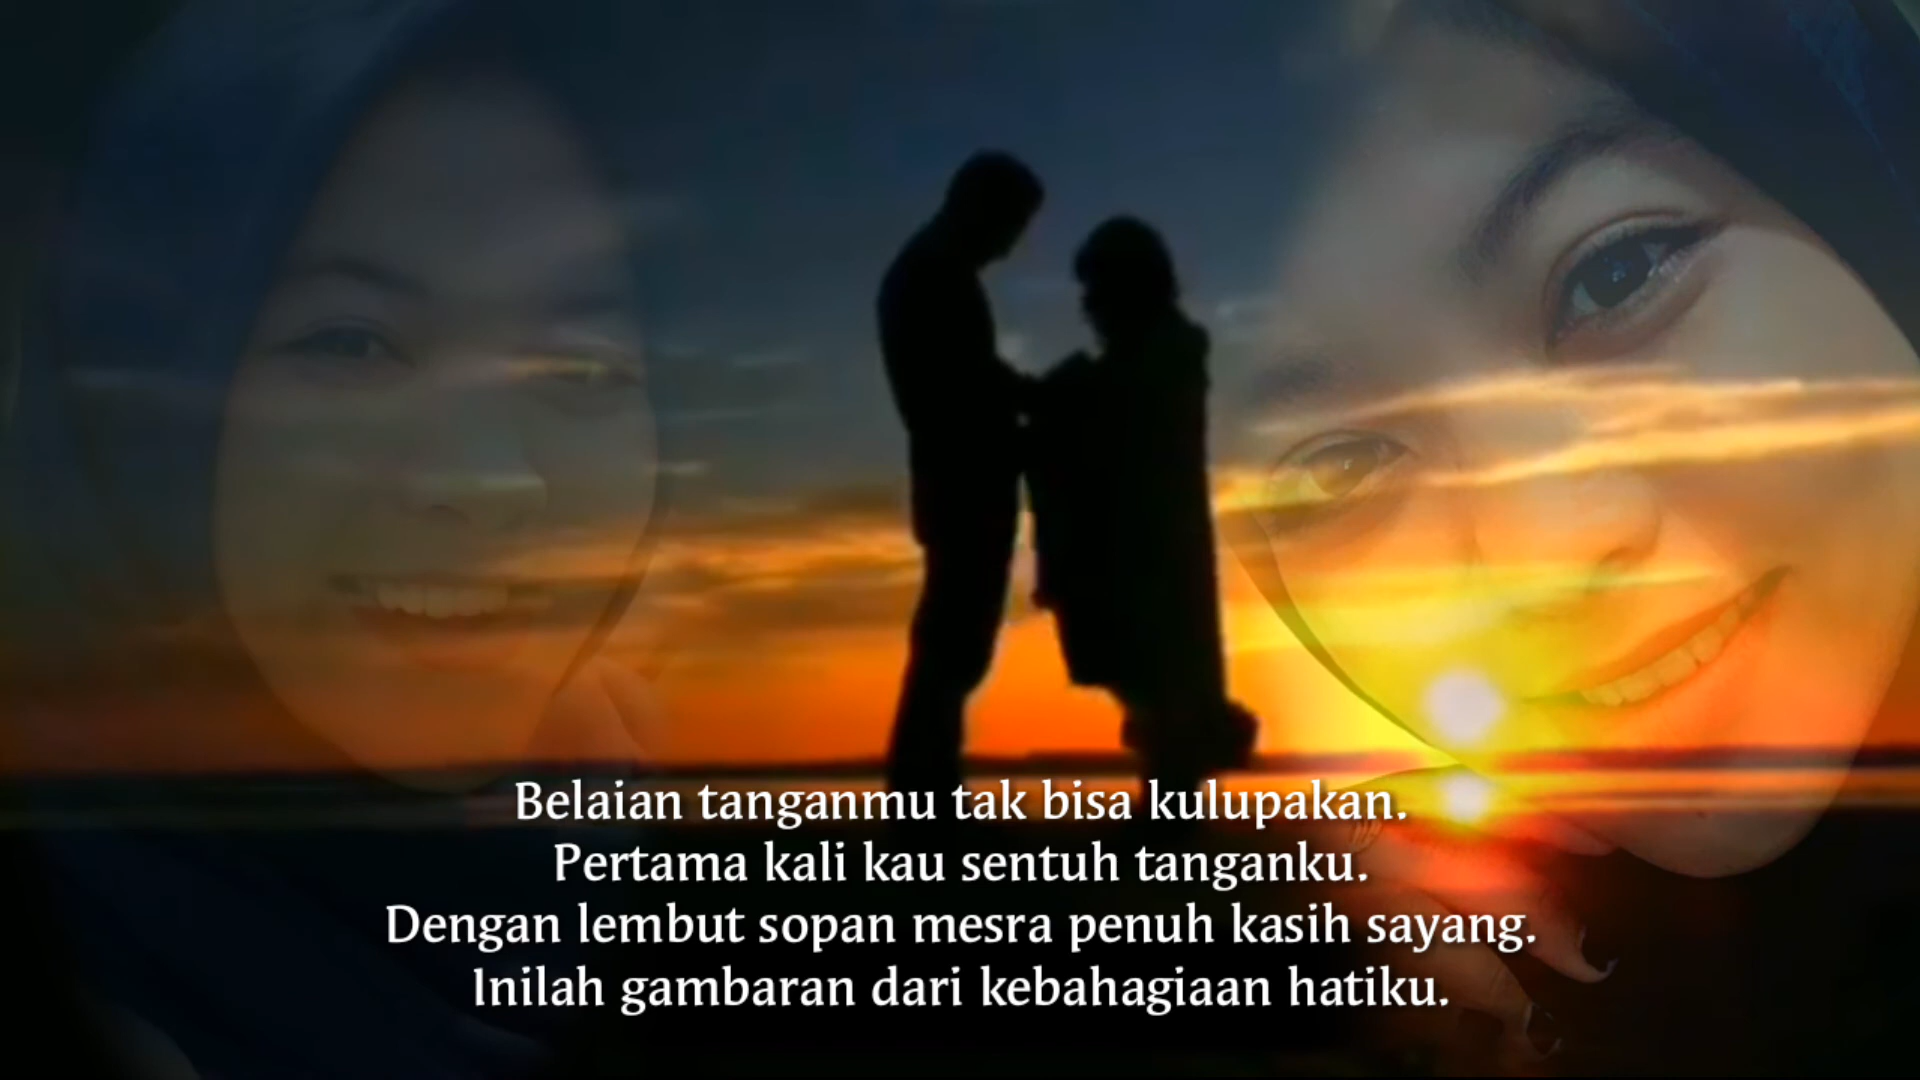 Belaian tanganmu tak bisa kulupakan.
Pertama kali kau sentuh tanganku.
Dengan lembut sopan mesra penuh kasih sayang.
Inilah gambaran dari kebahagiaan hatiku.